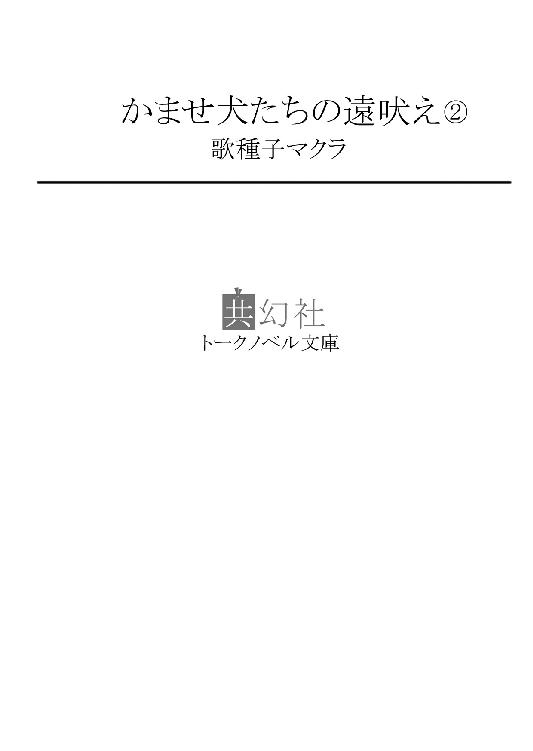 かませ犬たちの遠吠え②
歌種子マクラ
共幻社
トークノベル文庫